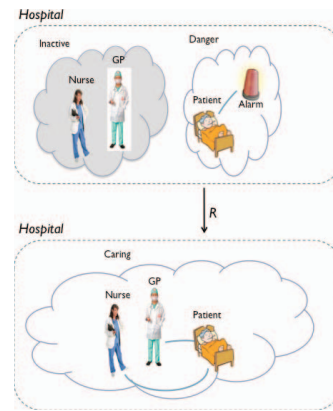 Hospital
Inactive
Danger
GP
Nurse
Patient
Alarm
R
Hospital
Caring
GP
Nurse
Patient